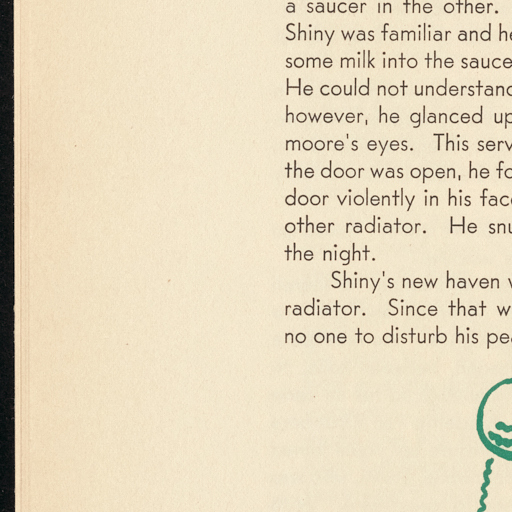 a saucer in the other.
Shiny was familiar and he
some milk into the sauce
He could not understand
however, he glanced up
moore's eyes. This serv
the door was open, he fo
door violently in his face
other radiator. He snu
the night.
Shiny's new haven w
radiator. Since that w
no one to disturb his pea